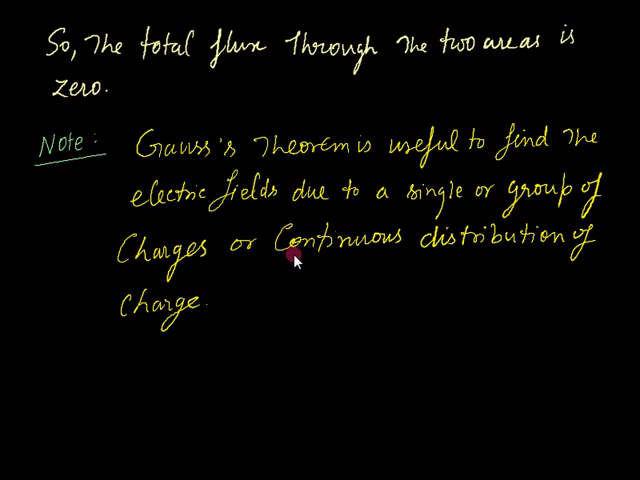 So, The total flux Through The two areas is
zero.
Note: Gauss's Theorem is useful to find The
electric fields due to a single or group of
Charges or Continuous distribution of
Charge.